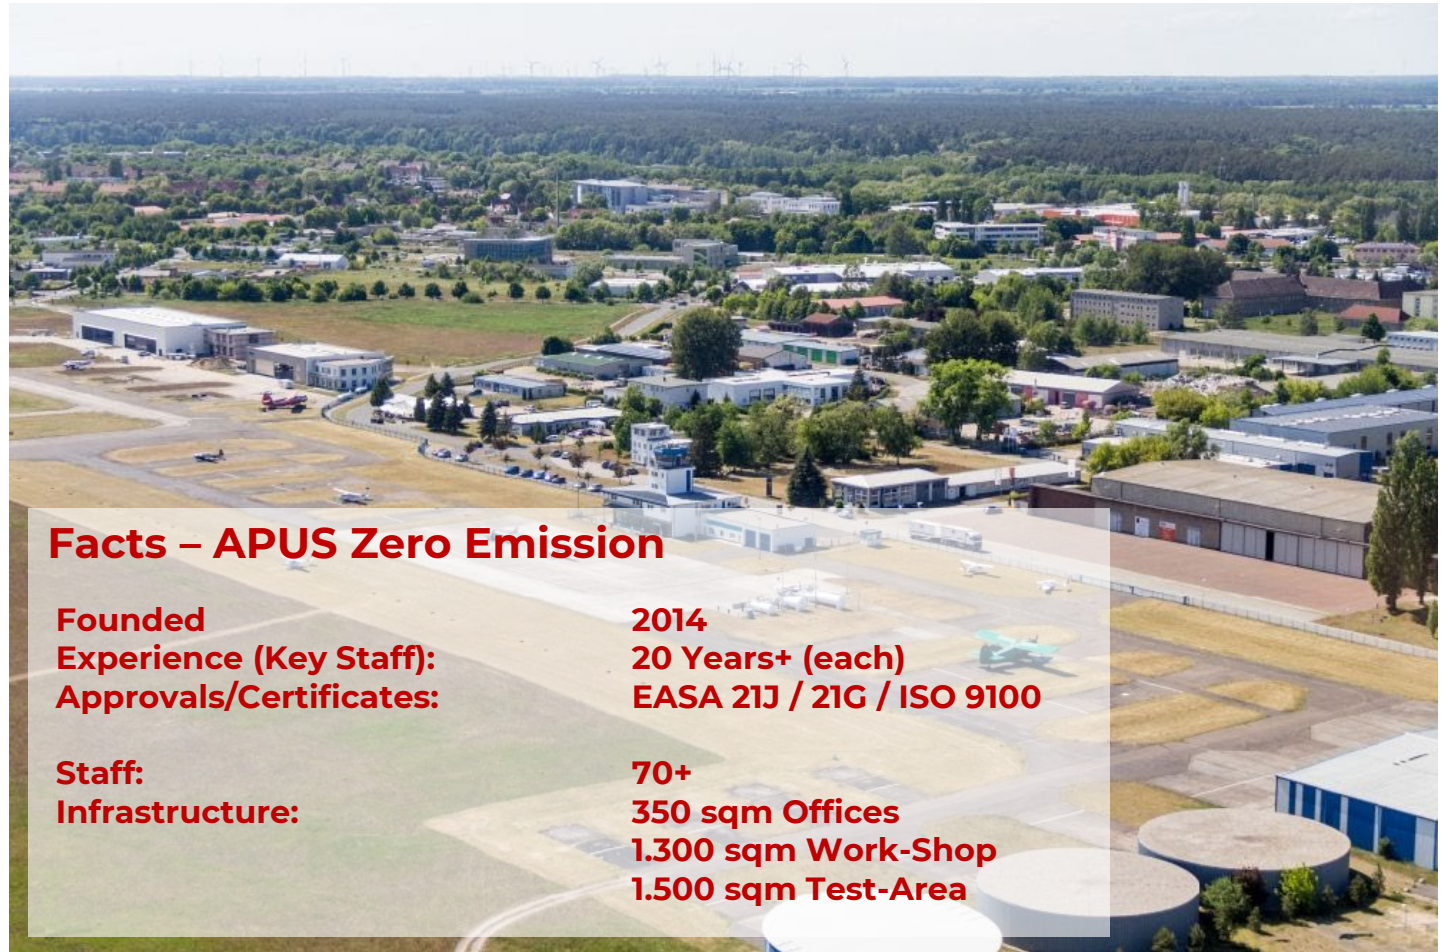 Facts – APUS Zero Emission
Founded 2014
Experience (Key Staff): 20 Years+ (each)
Approvals/Certificates: EASA 21J / 21G / ISO 9100
Staff: 70+
Infrastructure: 350 sqm Offices
1.300 sqm Work-Shop
1.500 sqm Test-Area